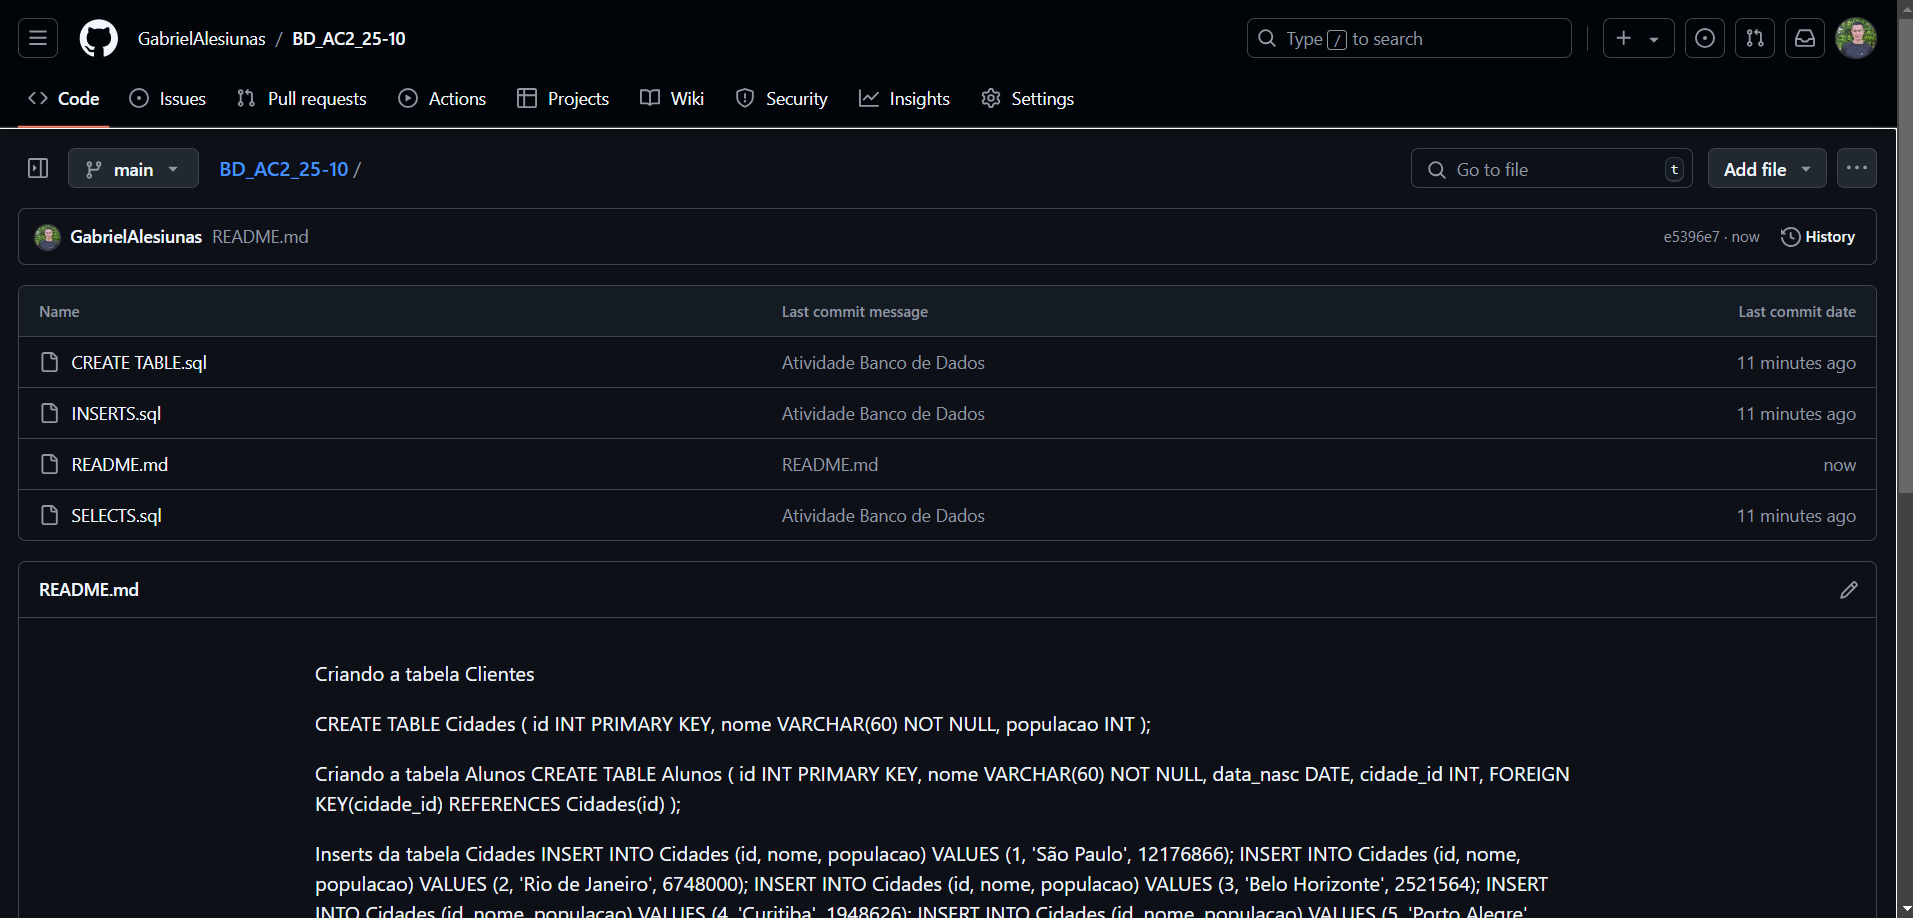 GabrielAlesiunas / BD_AC2_25-10
Type / to search
Code
Issues
Pull requests
Actions
Projects
Wiki
Security
Insights
Settings
main
BD_AC2_25-10 /
Go to file
t
Add file
GabrielAlesiunas README.md
e5396e7 · now
History
Name Last commit message Last commit date
CREATE TABLE.sql Atividade Banco de Dados 11 minutes ago
INSERTS.sql Atividade Banco de Dados 11 minutes ago
README.md README.md now
SELECTS.sql Atividade Banco de Dados 11 minutes ago
README.md
Criando a tabela Clientes
CREATE TABLE Cidades ( id INT PRIMARY KEY, nome VARCHAR(60) NOT NULL, populacao INT );
Criando a tabela Alunos CREATE TABLE Alunos ( id INT PRIMARY KEY, nome VARCHAR(60) NOT NULL, data_nasc DATE, cidade_id INT, FOREIGN
KEY(cidade_id) REFERENCES Cidades(id) );
Inserts da tabela Cidades INSERT INTO Cidades (id, nome, populacao) VALUES (1, 'São Paulo', 12176866); INSERT INTO Cidades (id, nome,
populacao) VALUES (2, 'Rio de Janeiro', 6748000); INSERT INTO Cidades (id, nome, populacao) VALUES (3, 'Belo Horizonte', 2521564); INSERT
INTO Cidades (id, nome, populacao) VALUES (4, 'Curitiba', 1948626); INSERT INTO Cidades (id, nome, populacao) VALUES (5, 'Porto Alegre'